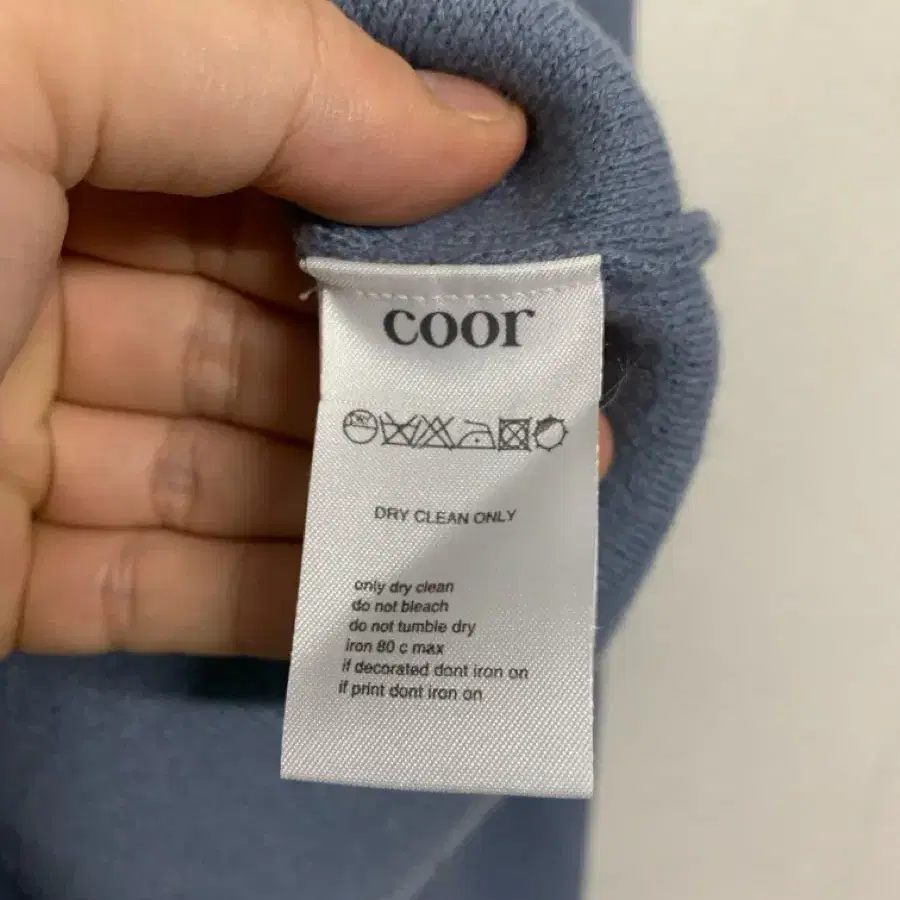 coor
DRY CLEAN ONLY
only dry clean
do not bleach
do not tumble dry
iron 80 c max
if decorated dont iron on
if print dont iron on